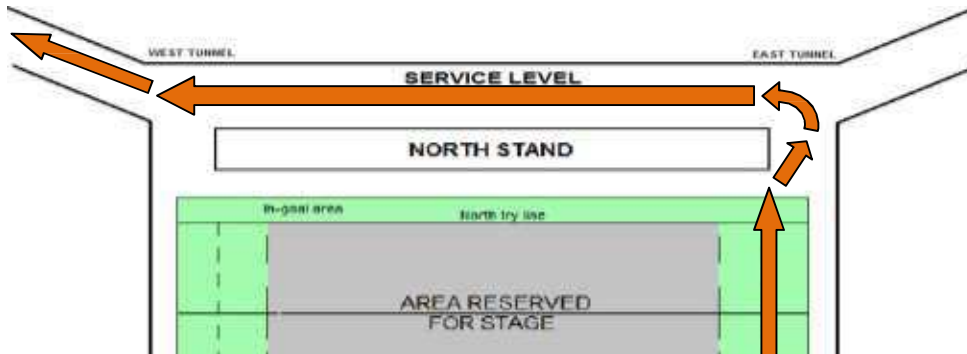 WEST TUNNEL
EAST TUNNEL
SERVICE LEVEL
NORTH STAND
In-goal area
North try line
AREA RESERVED
FOR STAGE